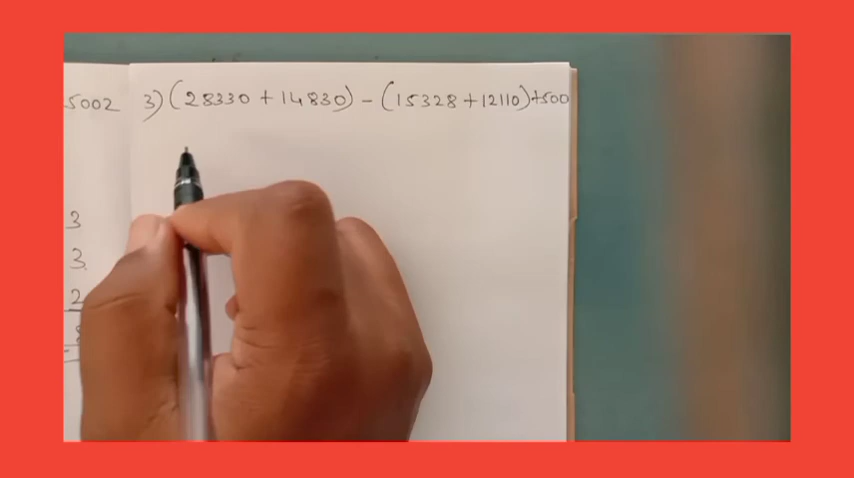 5002 3) (28330 + 14830) - (15328 + 12110) + 500
3
3
2